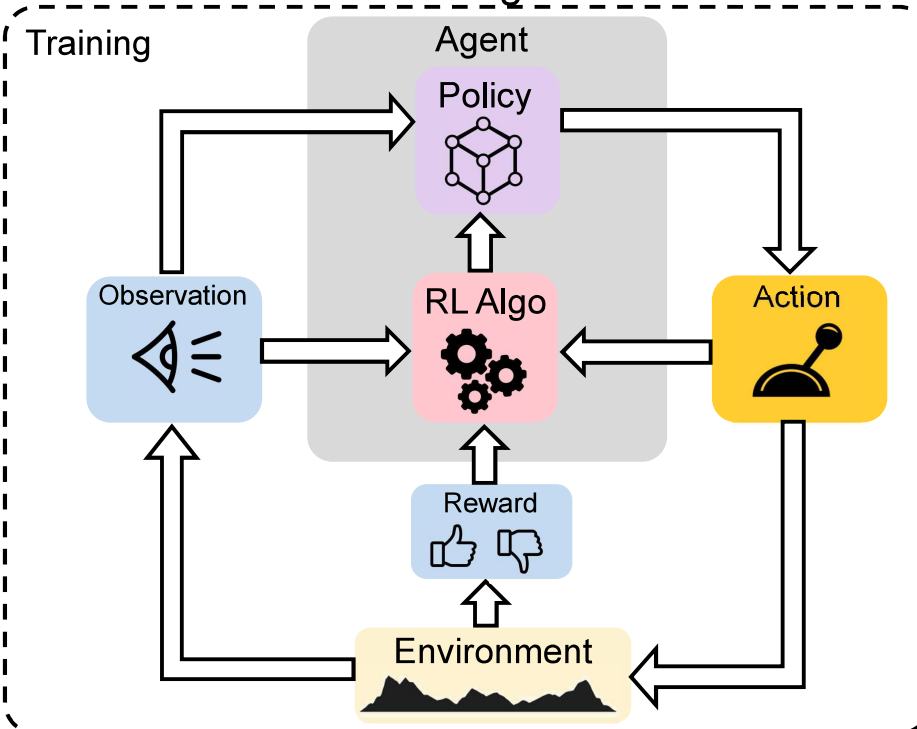 Training
Agent
Policy
Observation
RL Algo
Action
Reward
Environment